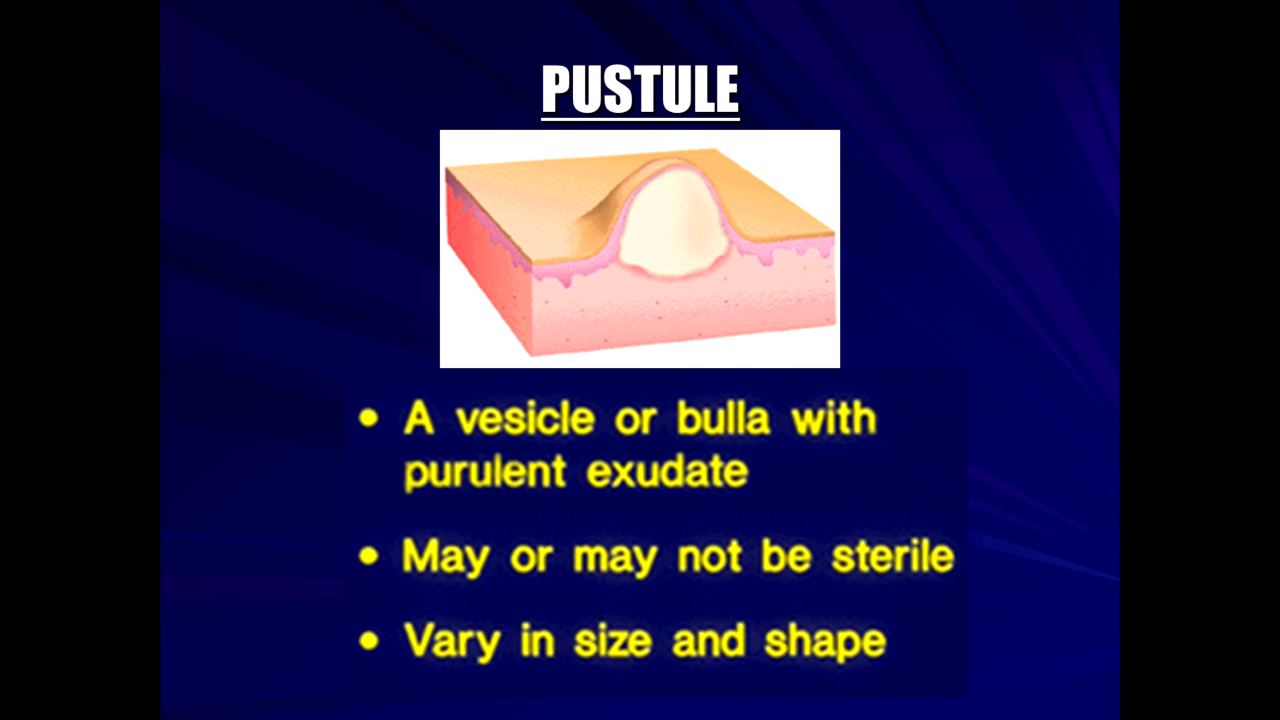 PUSTULE
• A vesicle or bulla with
purulent exudate
• May or may not be sterile
• Vary in size and shape